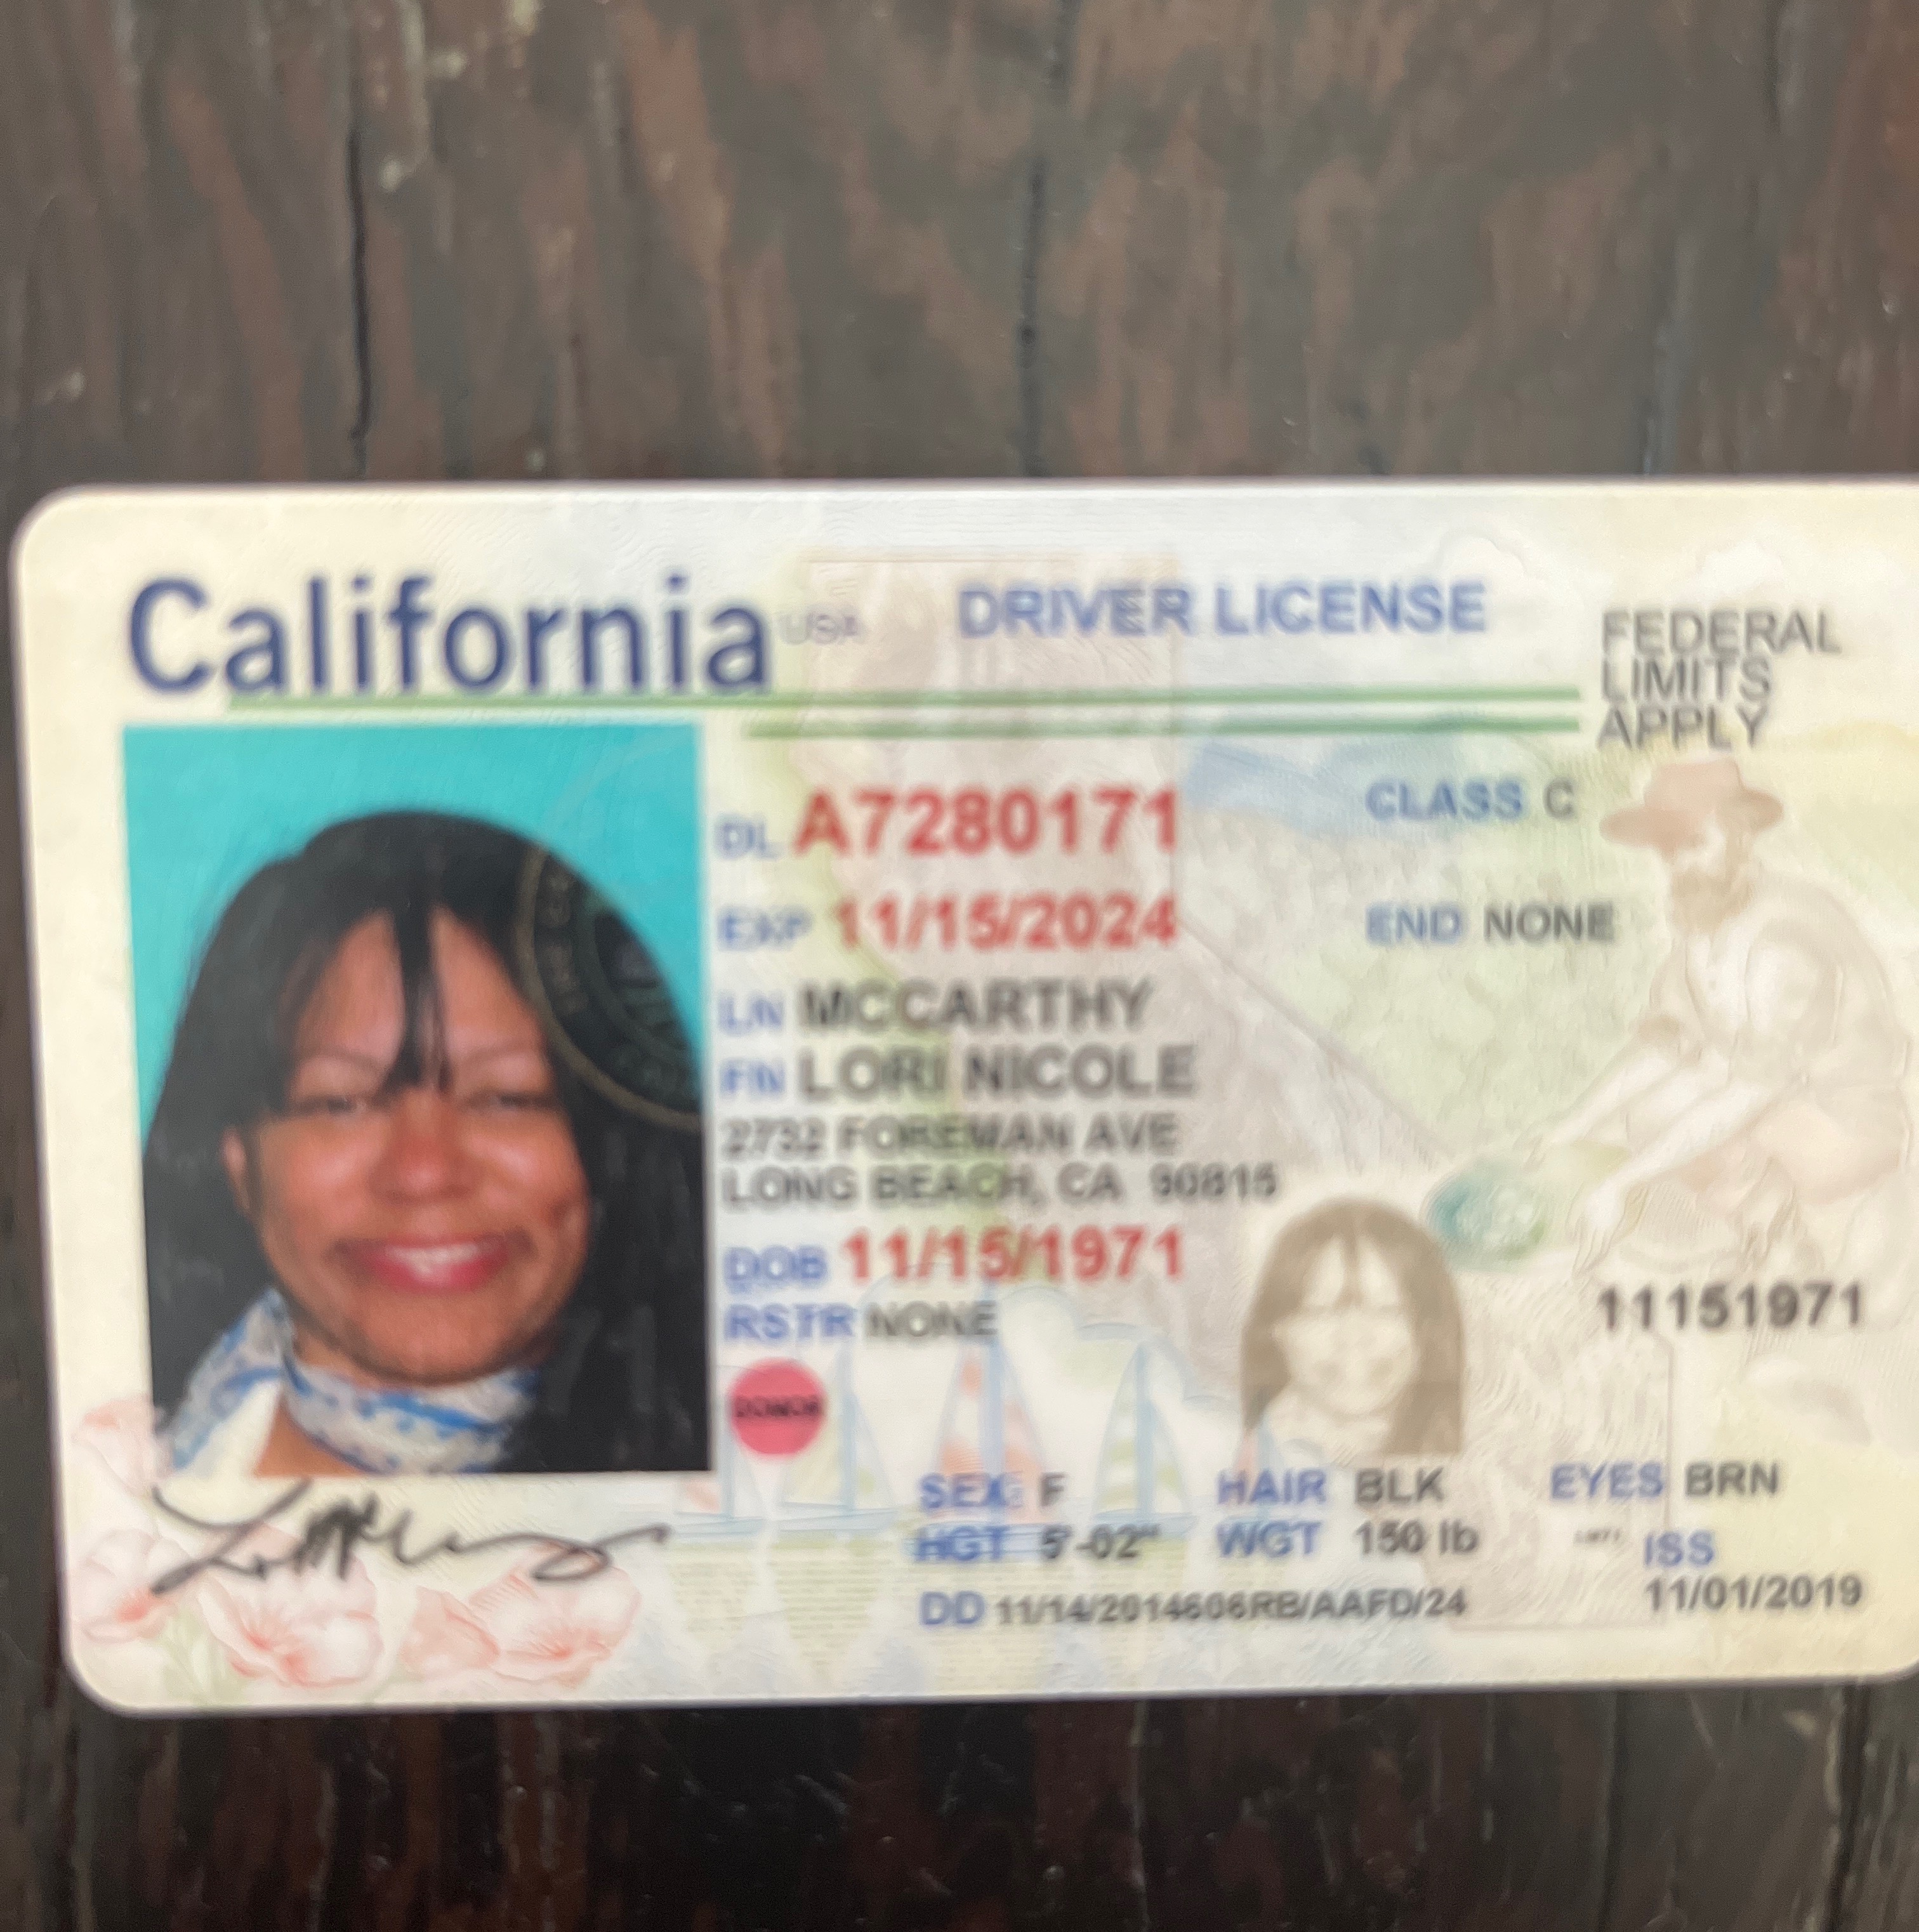 California USA DRIVER LICENSE
FEDERAL
LIMITS
APPLY
DL A7280171 CLASS C
EXP 11/15/2024 END NONE
LN MCCARTHY
FN LORI NICOLE
2732 FOREMAN AVE
LONG BEACH, CA 90815
DOB 11/15/1971
RSTR NONE
11151971
DONOR
SEX F HAIR BLK EYES BRN
HGT 5'-02" WGT 150 lb ISS
DD 11/14/2014606RB/AAFD/24 11/01/2019